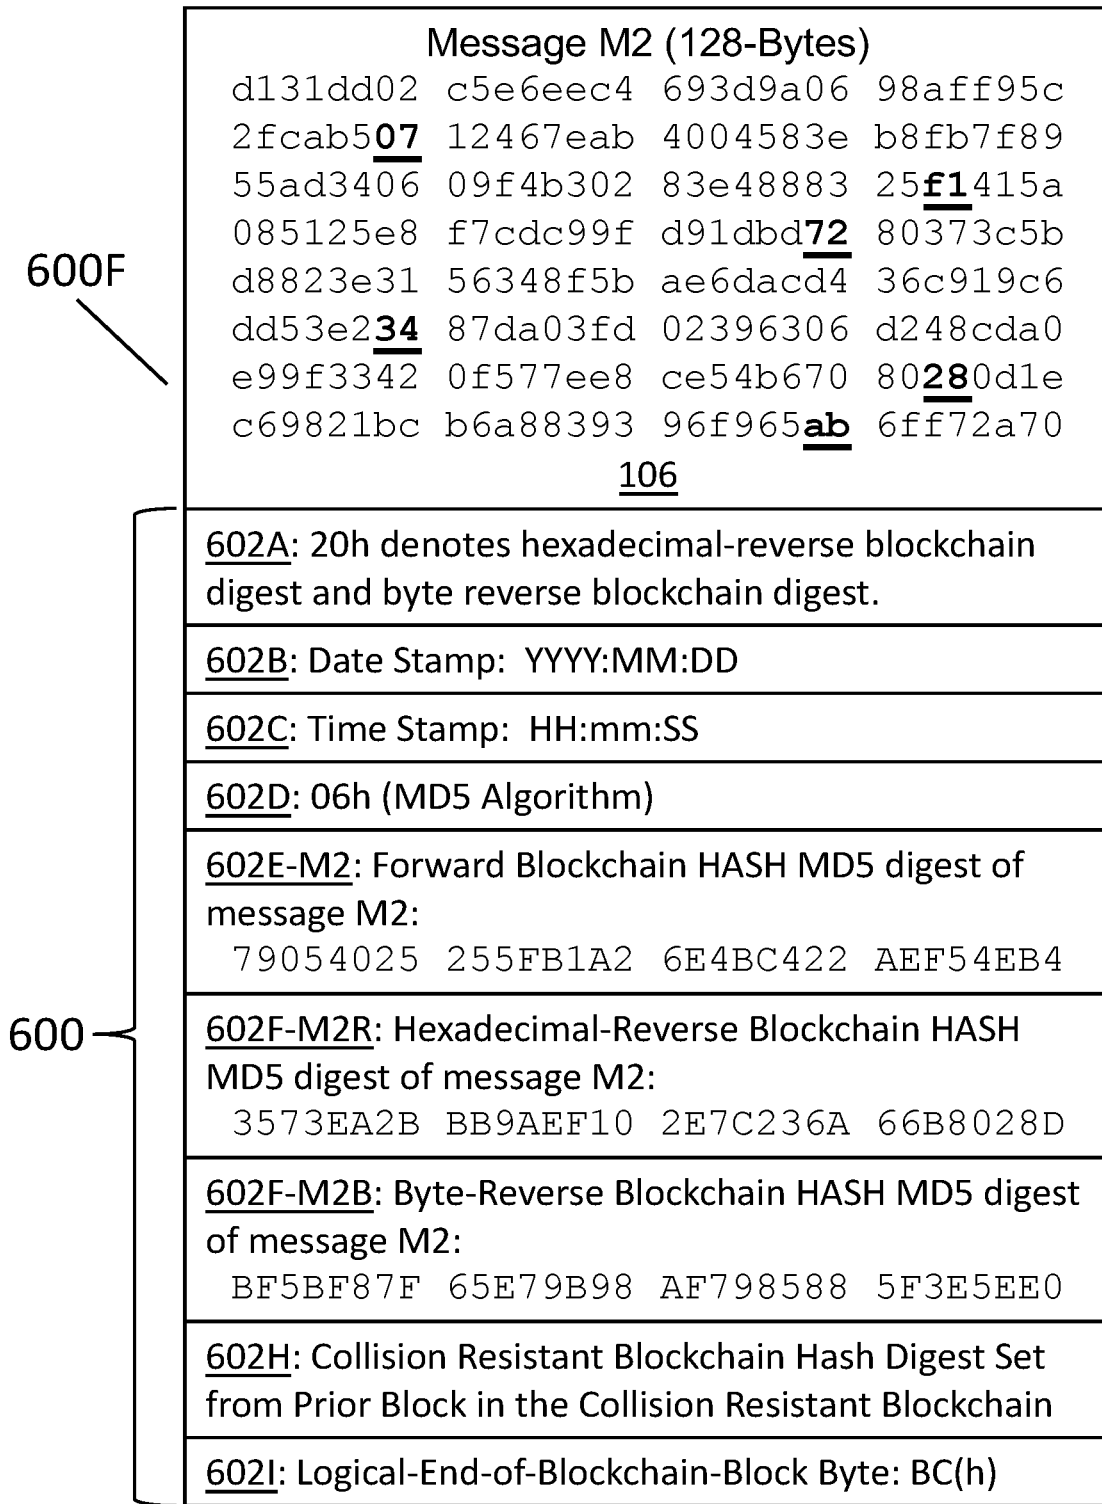 Message M2 (128-Bytes)
d131dd02 c5e6eec4 693d9a06 98aff95c
2fcab507 12467eab 4004583e b8fb7f89
55ad3406 09f4b302 83e48883 25f1415a
085125e8 f7cdc99f d91dbd72 80373c5b
d8823e31 56348f5b ae6dacd4 36c919c6
dd53e234 87da03fd 02396306 d248cda0
e99f3342 0f577ee8 ce54b670 80280d1e
c69821bc b6a88393 96f965ab 6ff72a70
106
600F
600
602A: 20h denotes hexadecimal-reverse blockchain
digest and byte reverse blockchain digest.
602B: Date Stamp: YYYY:MM:DD
602C: Time Stamp: HH:mm:SS
602D: 06h (MD5 Algorithm)
602E-M2: Forward Blockchain HASH MD5 digest of
message M2:
79054025 255FB1A2 6E4BC422 AEF54EB4
602F-M2R: Hexadecimal-Reverse Blockchain HASH
MD5 digest of message M2:
3573EA2B BB9AEF10 2E7C236A 66B8028D
602F-M2B: Byte-Reverse Blockchain HASH MD5 digest
of message M2:
BF5BF87F 65E79B98 AF798588 5F3E5EE0
602H: Collision Resistant Blockchain Hash Digest Set
from Prior Block in the Collision Resistant Blockchain
602I: Logical-End-of-Blockchain-Block Byte: BC(h)